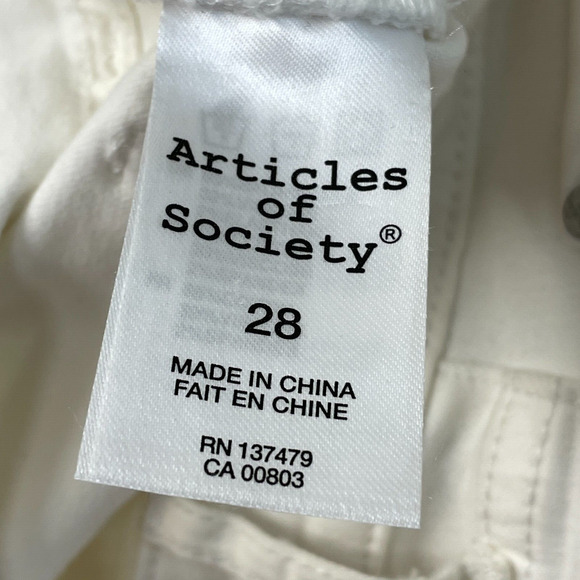 Articles
of
Society®
28
MADE IN CHINA
FAIT EN CHINE
RN 137479
CA 00803